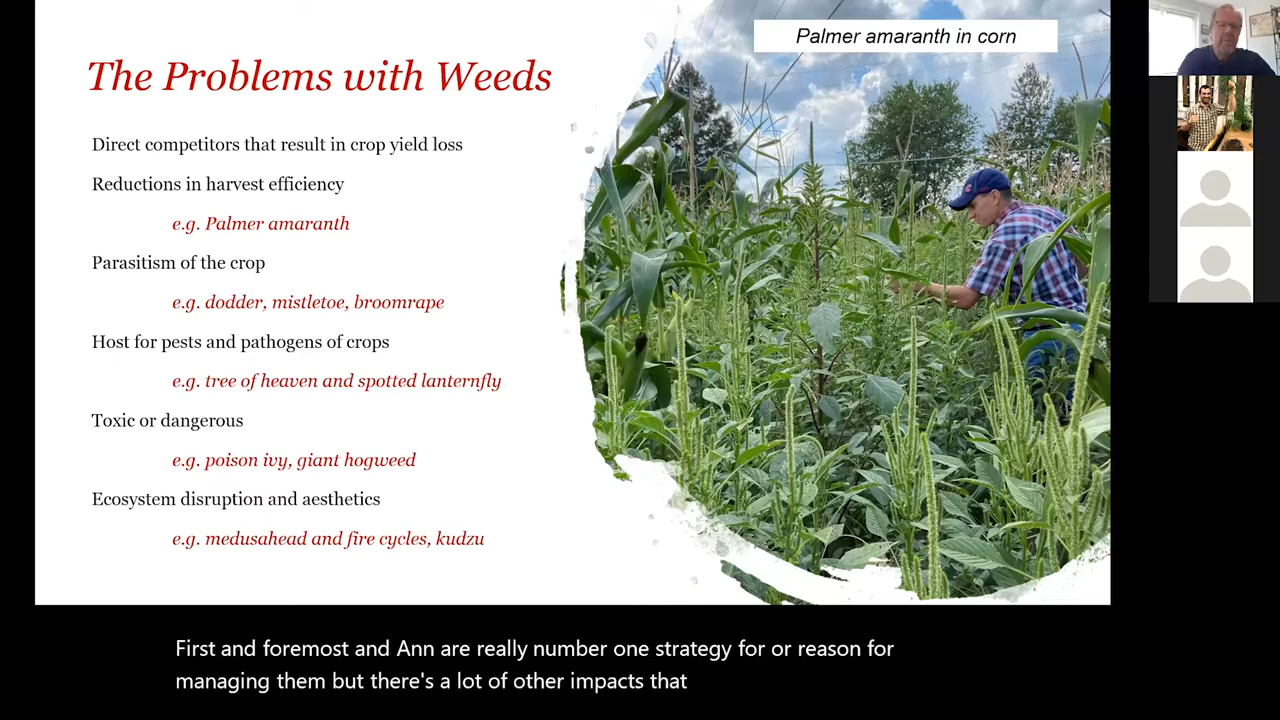 Palmer amaranth in corn
The Problems with Weeds
Direct competitors that result in crop yield loss
Reductions in harvest efficiency
e.g. Palmer amaranth
Parasitism of the crop
e.g. dodder, mistletoe, broomrape
Host for pests and pathogens of crops
e.g. tree of heaven and spotted lanternfly
Toxic or dangerous
e.g. poison ivy, giant hogweed
Ecosystem disruption and aesthetics
e.g. medusahead and fire cycles, kudzu
First and foremost and Ann are really number one strategy for or reason for
managing them but there's a lot of other impacts that